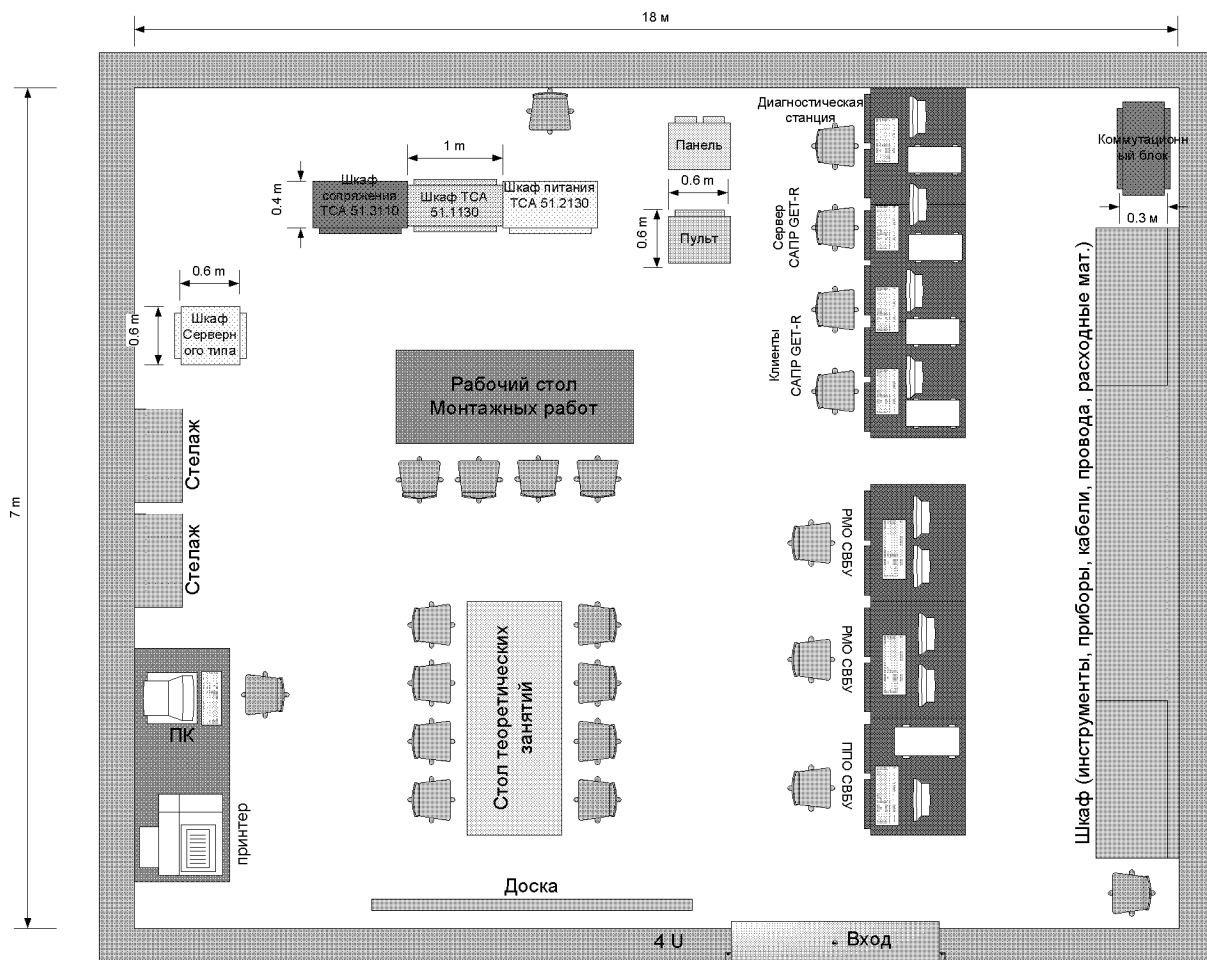 18 м
Диагностическая
станция
Панель
Коммутационн
ый блок
1 m
Шкаф
сопряжения
ТСА 51.3110
Шкаф ТСА
51.1130
Шкаф питания
ТСА 51.2130
0.4 m
0.6 m
0.3 м
0.6 m
Пульт
Сервер
САПР GET-R
0.6 m
0.6 m
Шкаф
Серверн
ого типа
Клиенты
САПР GET-R
Рабочий стол
Монтажных работ
Шкаф (инструменты, приборы, кабели, провода, расходные мат.)
Стелаж
7 m
Стелаж
РМО СВБУ
РМО СВБУ
Стол теоретических
занятий
ПК
ППО СВБУ
принтер
Доска
4 U
Вход